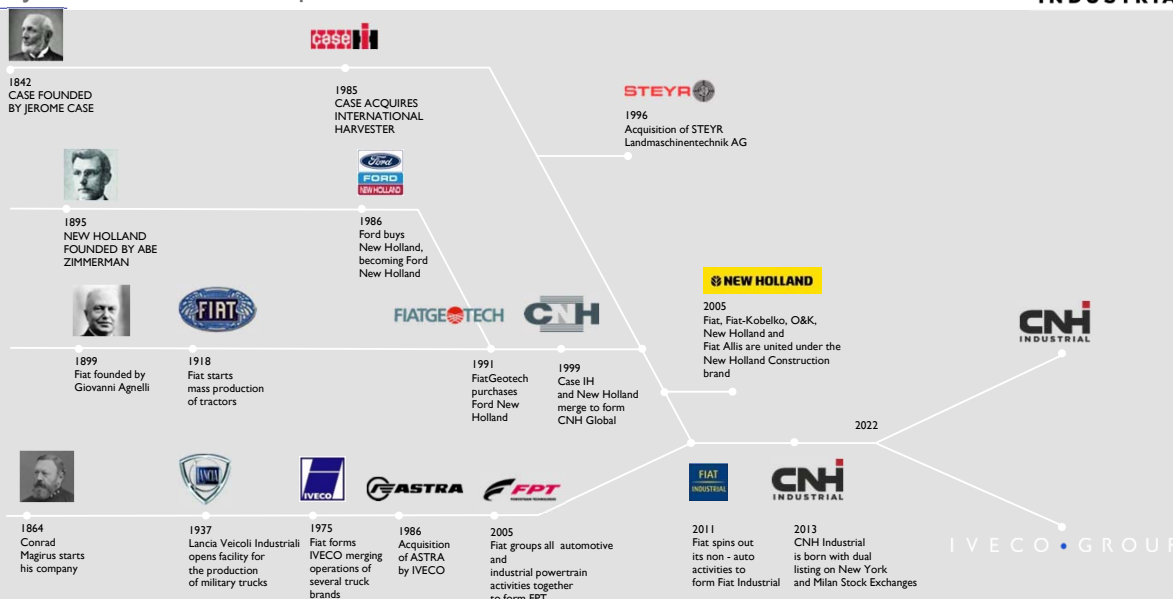 INDUSTRIAL
CASE IH
1842
CASE FOUNDED
BY JEROME CASE
1985
CASE ACQUIRES
INTERNATIONAL
HARVESTER
STEYR
1996
Acquisition of STEYR
Landmaschinentechnik AG
Ford
FORD
NEW HOLLAND
1895
NEW HOLLAND
FOUNDED BY ABE
ZIMMERMAN
1986
Ford buys
New Holland,
becoming Ford
New Holland
NEW HOLLAND
2005
Fiat, Fiat-Kobelko, O&K,
New Holland and
Fiat Allis are united under the
New Holland Construction
brand
FIAT
FIATGEOTECH
CNH
CNH
INDUSTRIAL
1899
Fiat founded by
Giovanni Agnelli
1918
Fiat starts
mass production
of tractors
1991
FiatGeotech
purchases
Ford New
Holland
1999
Case IH
and New Holland
merge to form
CNH Global
2022
LANCIA
IVECO
ASTRA
FPT
FIAT
INDUSTRIAL
CNH
INDUSTRIAL
1864
Conrad
Magirus starts
his company
1937
Lancia Veicoli Industriali
opens facility for
the production
of military trucks
1975
Fiat forms
IVECO merging
operations of
several truck
brands
1986
Acquisition
of ASTRA
by IVECO
2005
Fiat groups all automotive
and
industrial powertrain
activities together
to form FPT
2011
Fiat spins out
its non - auto
activities to
form Fiat Industrial
2013
CNH Industrial
is born with dual
listing on New York
and Milan Stock Exchanges
IVECO • GROUP